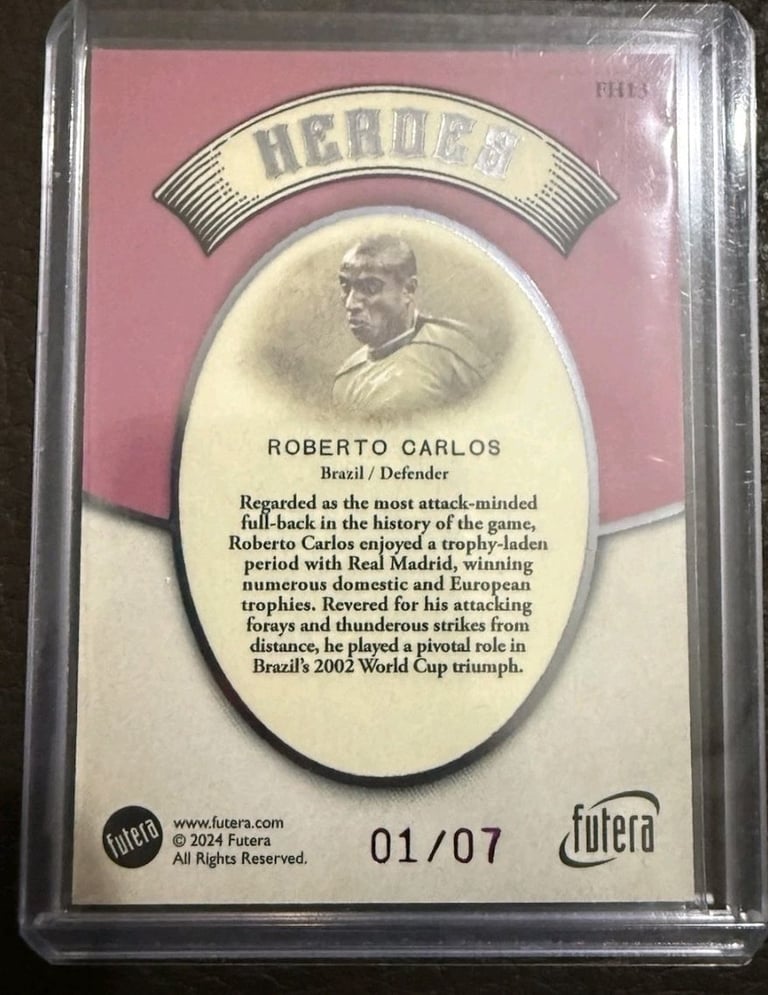 FH13
HEROES
ROBERTO CARLOS
Brazil / Defender
Regarded as the most attack-minded
full-back in the history of the game,
Roberto Carlos enjoyed a trophy-laden
period with Real Madrid, winning
numerous domestic and European
trophies. Revered for his attacking
forays and thunderous strikes from
distance, he played a pivotal role in
Brazil's 2002 World Cup triumph.
futera
www.futera.com
© 2024 Futera
All Rights Reserved.
01/07
futera